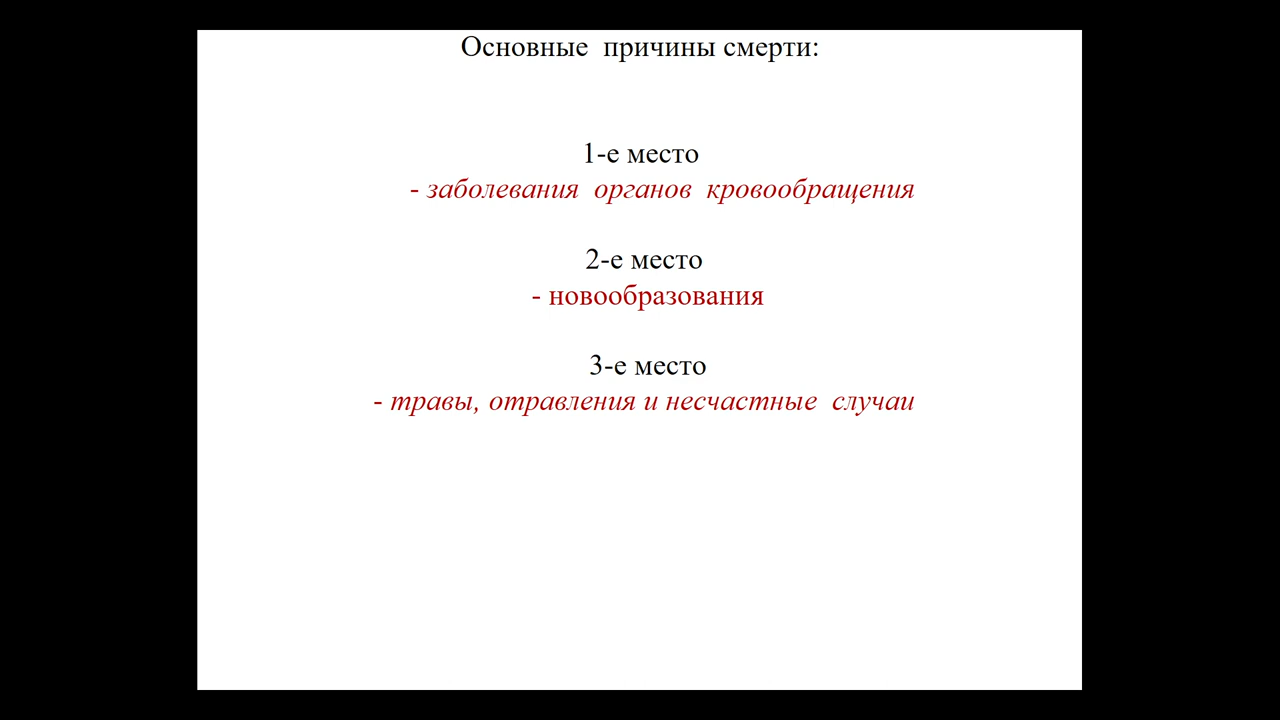 Основные причины смерти:
1-е место
- заболевания органов кровообращения
2-е место
- новообразования
3-е место
- травы, отравления и несчастные случаи